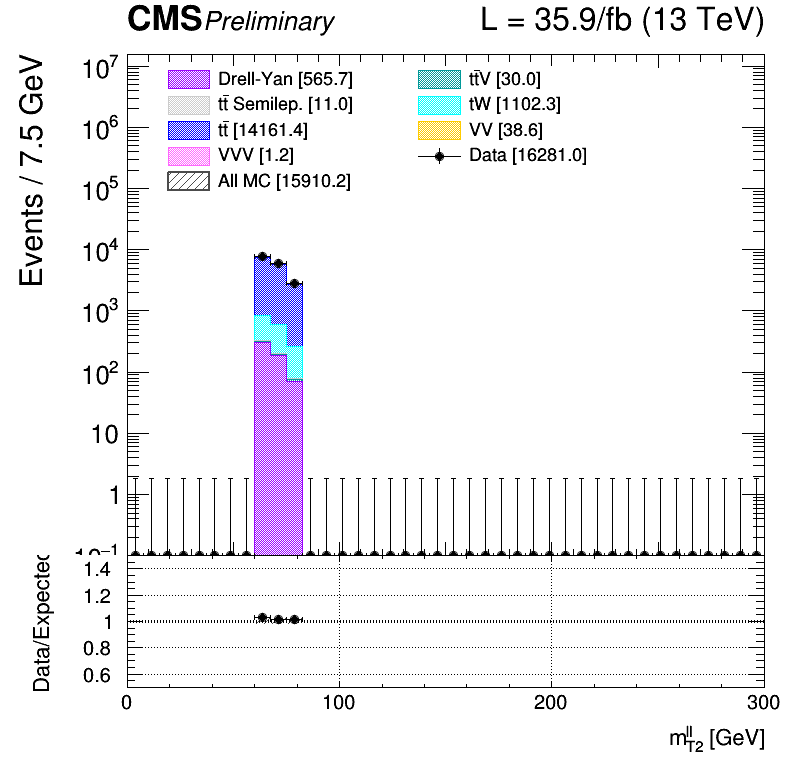 CMS Preliminary L = 35.9/fb (13 TeV)
Events / 7.5 GeV
Drell-Yan [565.7]
tt̄ Semilep. [11.0]
tt̄ [14161.4]
VVV [1.2]
All MC [15910.2]
tt̄V [30.0]
tW [1102.3]
VV [38.6]
Data [16281.0]
10⁷
10⁶
10⁵
10⁴
10³
10²
10
1
10⁻¹
Data/Expected
1.4
1.2
1
0.8
0.6
0 100 200 300
m_T2^ll [GeV]